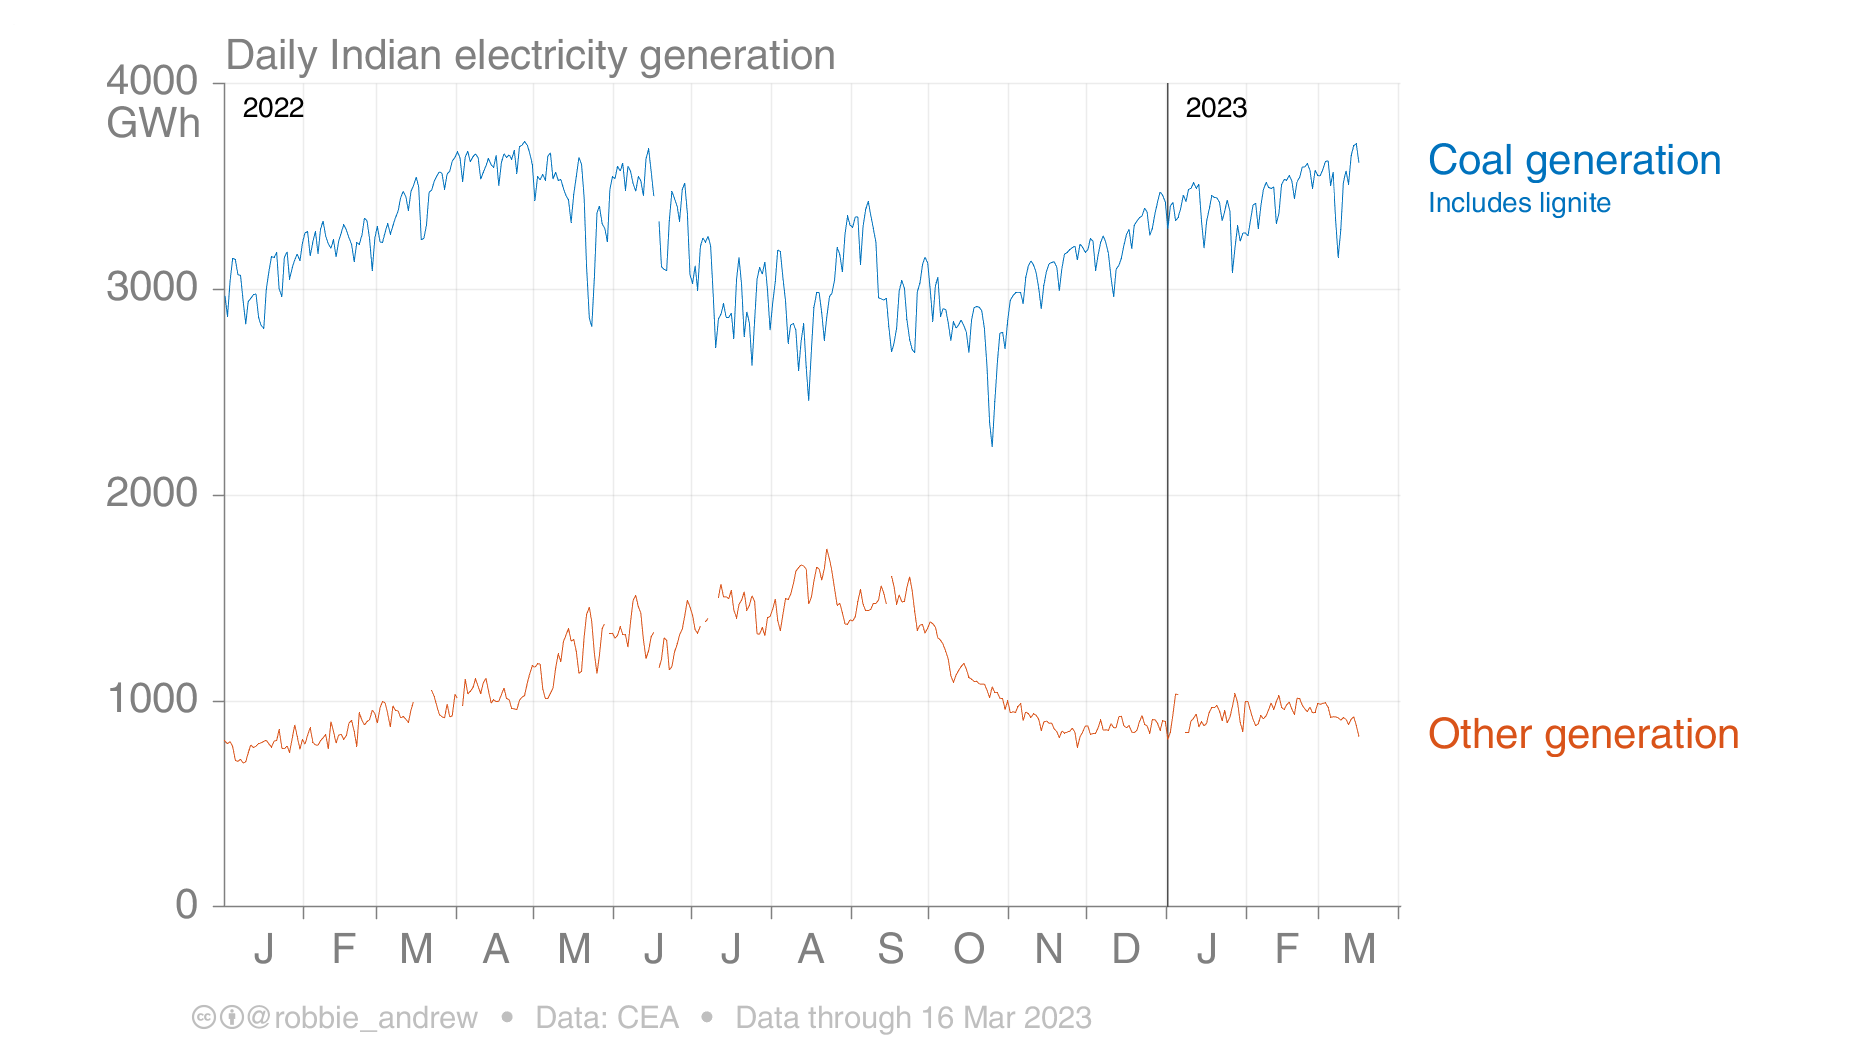 Daily Indian electricity generation
4000
GWh
2022
2023
Coal generation
Includes lignite
3000
2000
1000
Other generation
0
J F M A M J J A S O N D J F M
@robbie_andrew • Data: CEA • Data through 16 Mar 2023